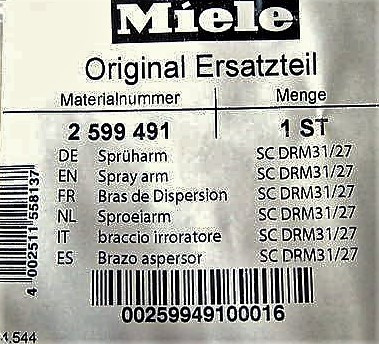 Miele
Original Ersatzteil
Materialnummer Menge
2 599 491 1 ST
DE Sprüharm SC DRM31/27
EN Spray arm SC DRM31/27
FR Bras de Dispersion SC DRM31/27
NL Sproeiarm SC DRM31/27
IT braccio irroratore SC DRM31/27
ES Brazo aspersor SC DRM31/27
4 002511 558137
00259949100016